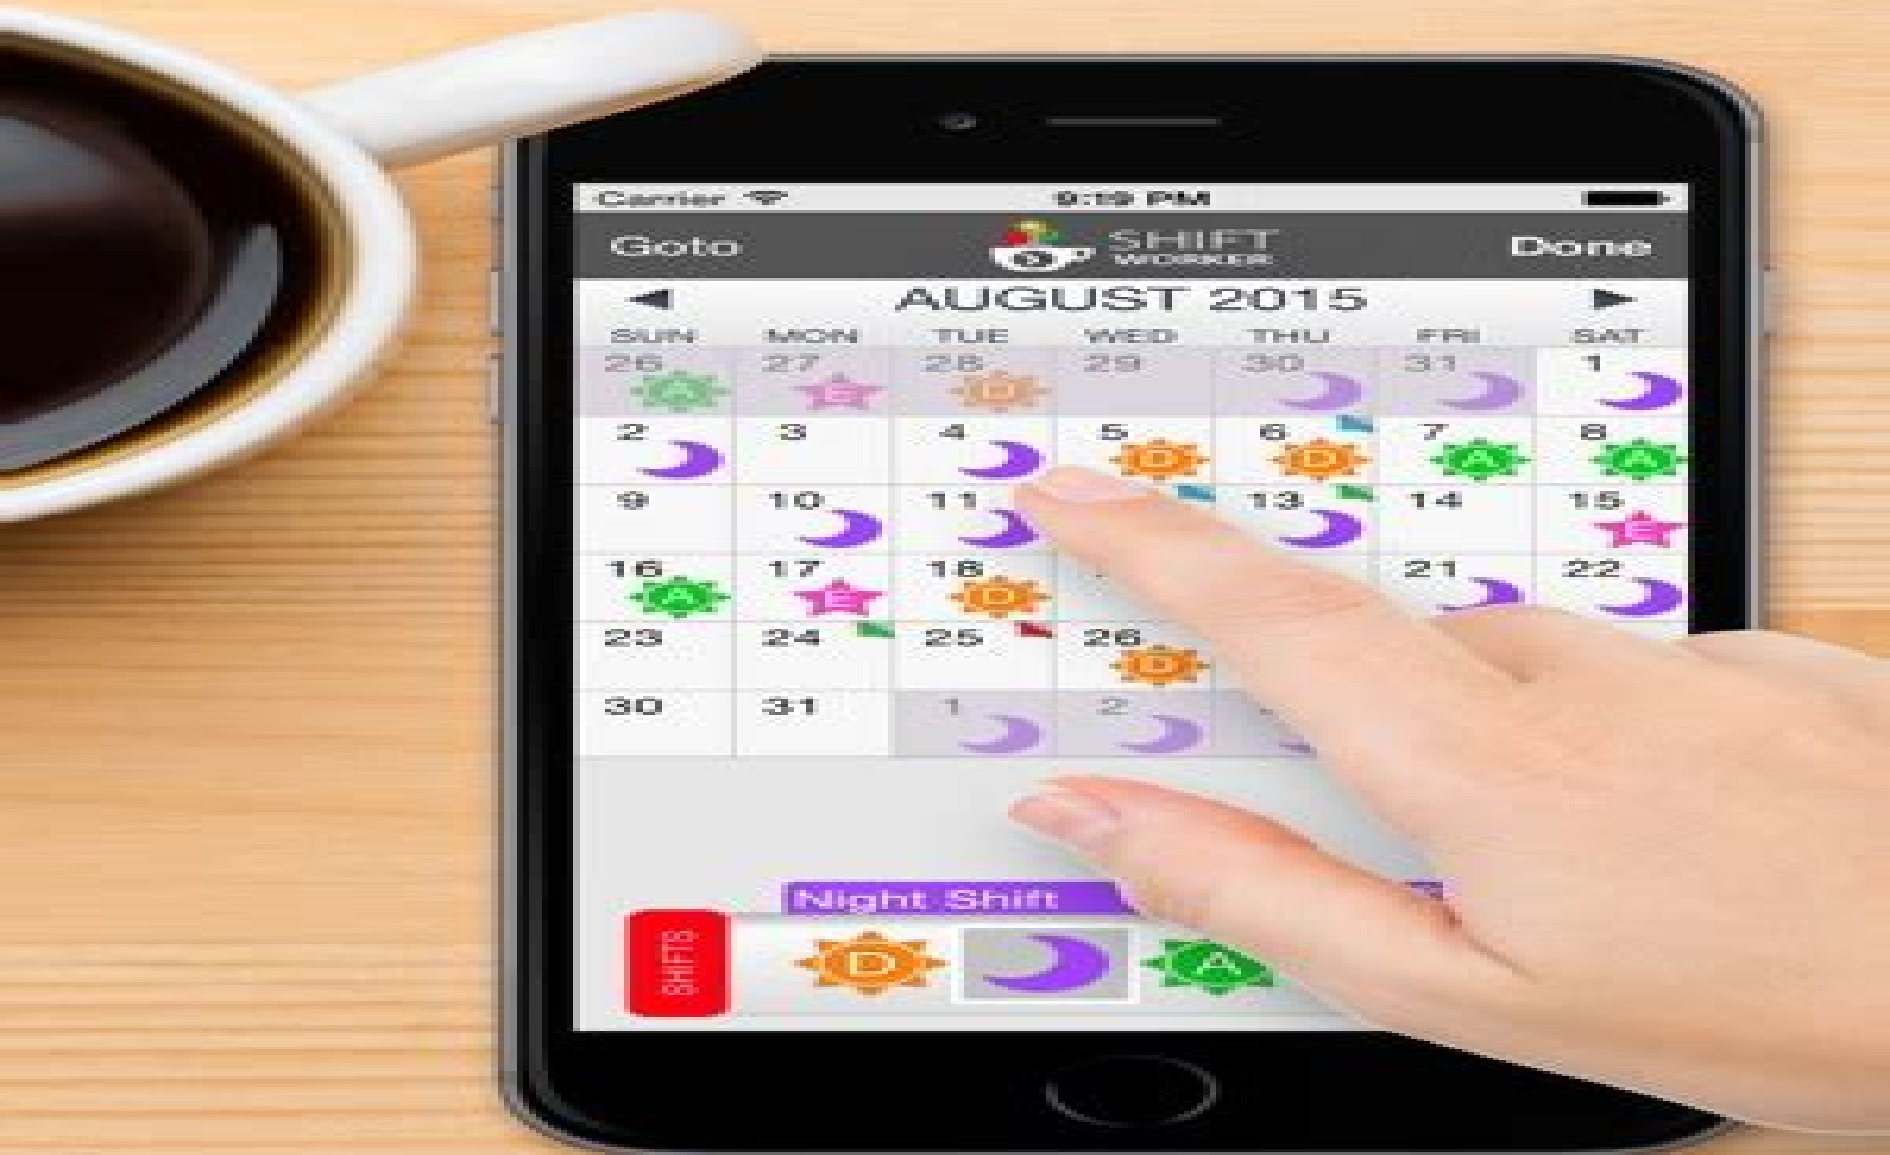 Carrier 9:19 PM
Goto SHIFT WORKER Done
AUGUST 2015
SUN MON TUE WED THU FRI SAT
26 27 28 29 30 31 1
A E D
2 3 4 5 6 7 8
D D A A
9 10 11 13 14 15
E
16 17 18 21 22
A E D
23 24 25 26
D
30 31 1 2
Night Shift
SHIFTS D A